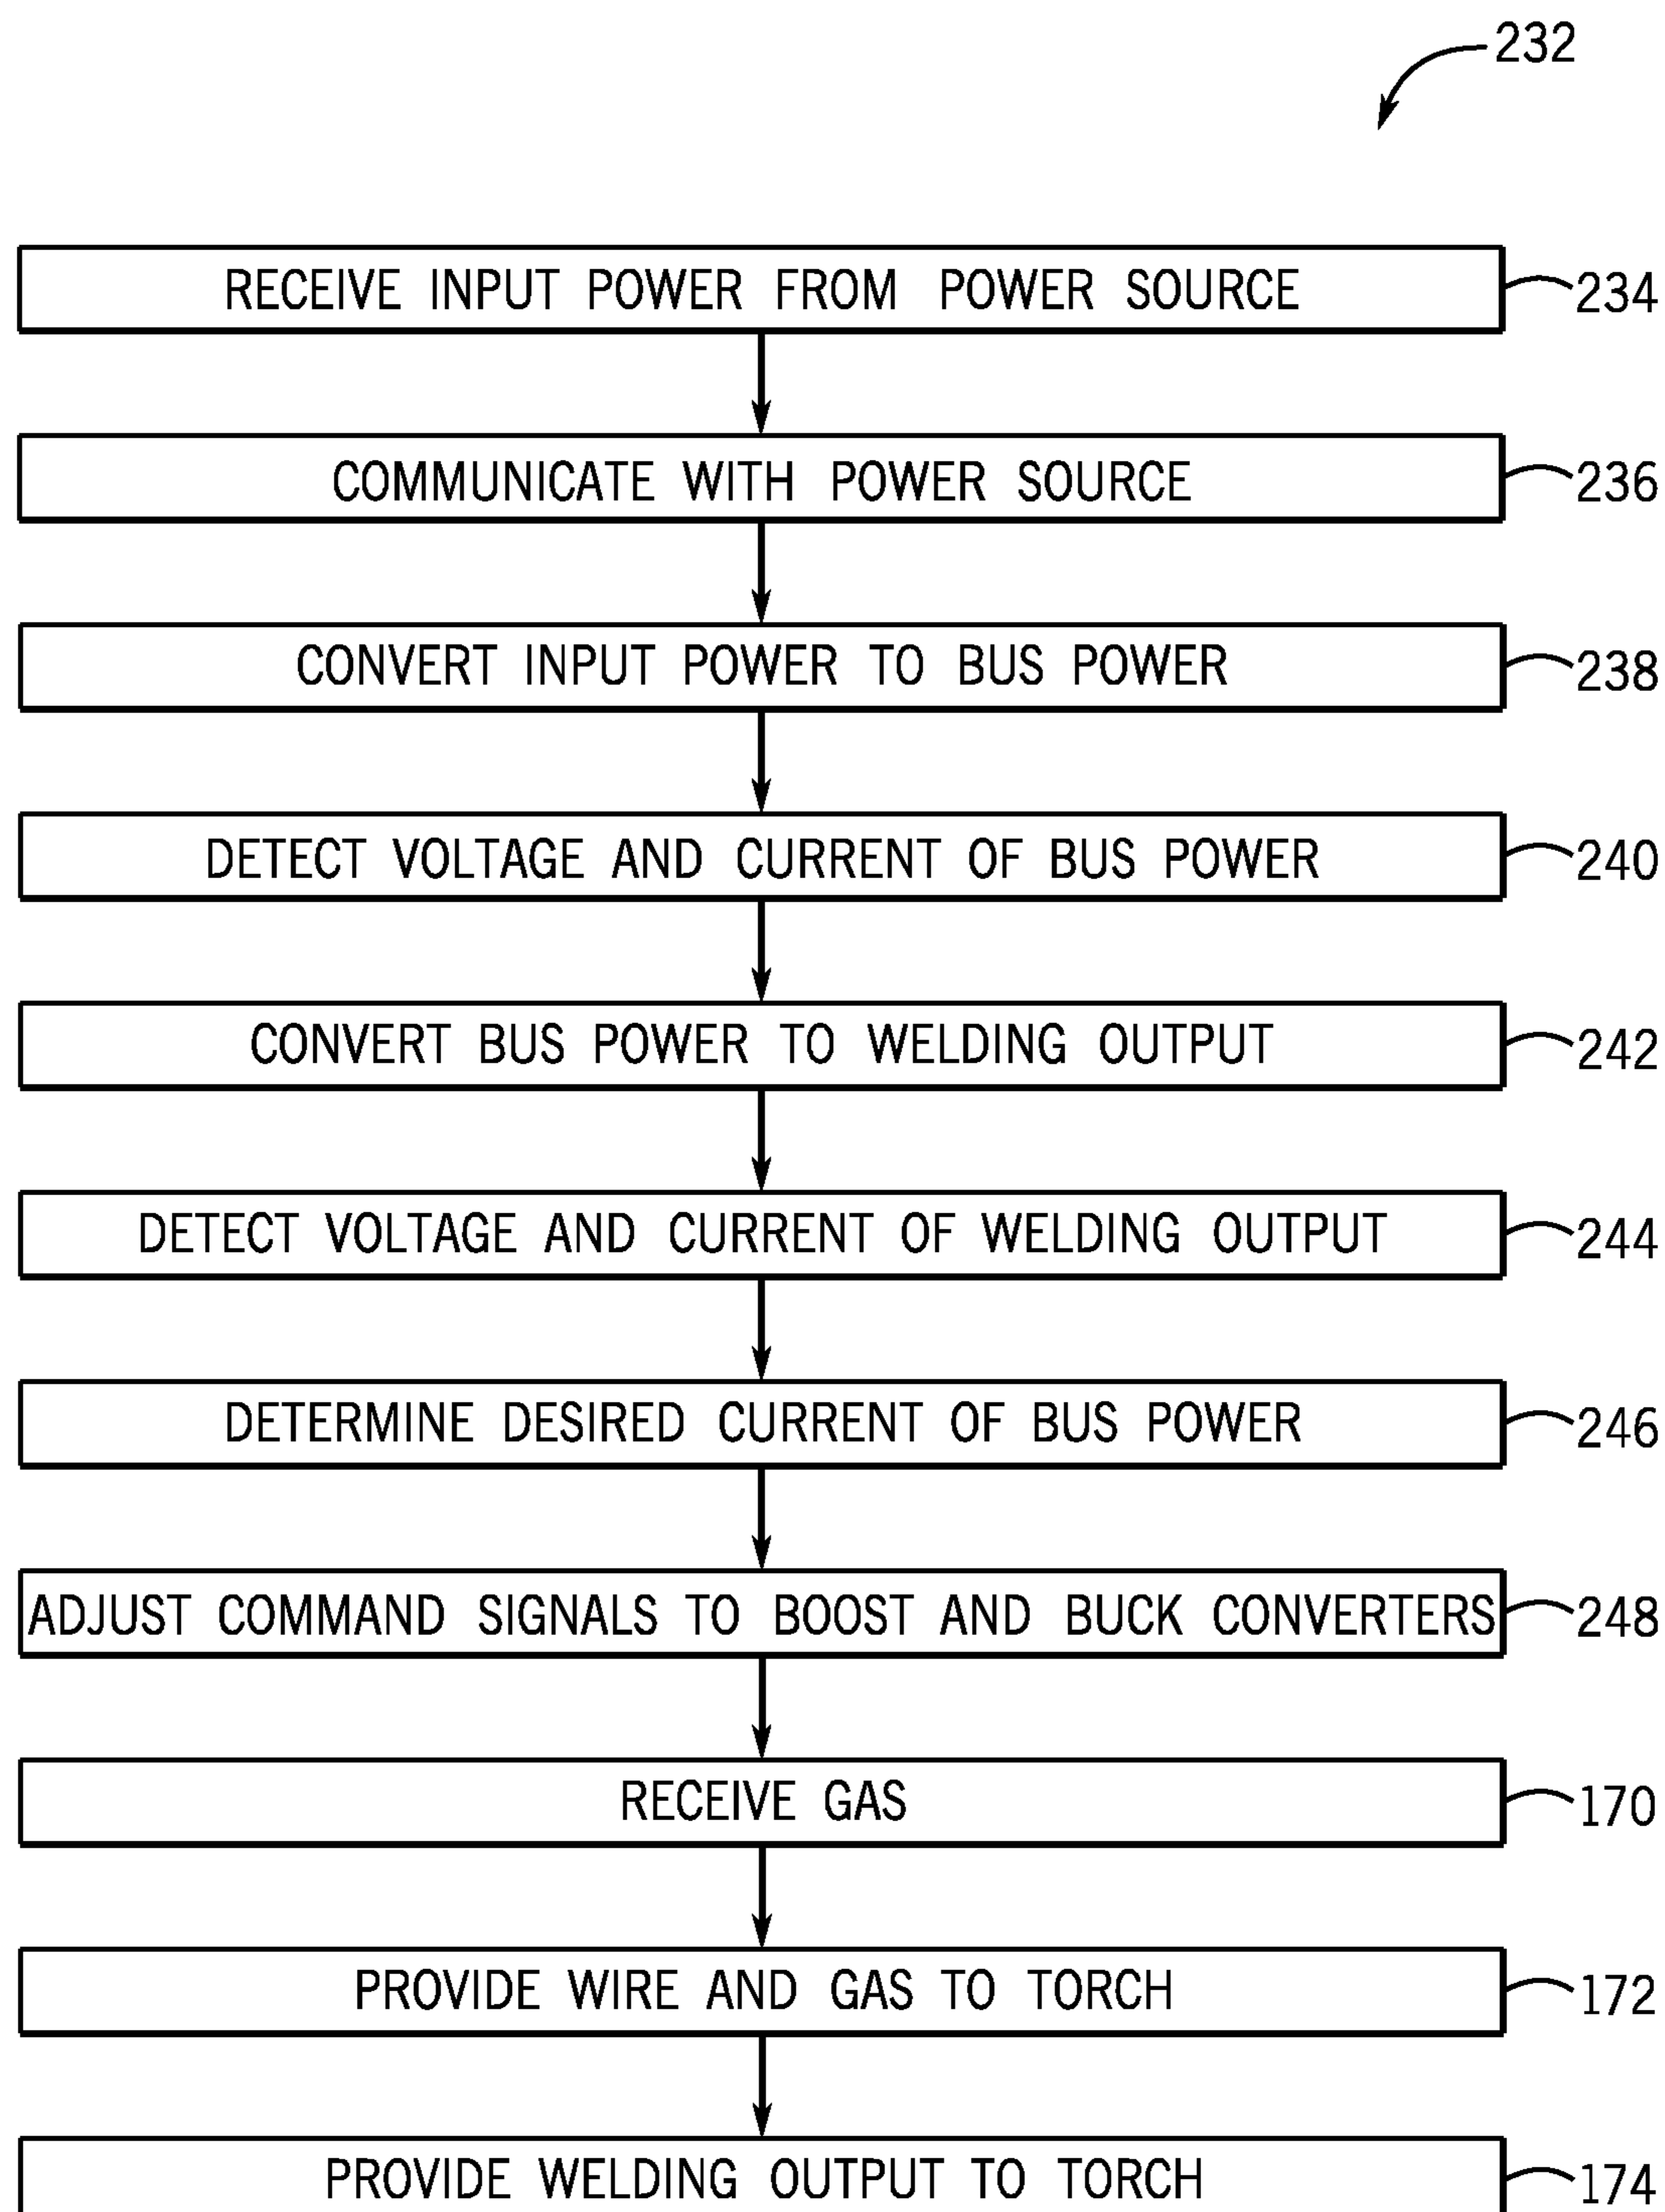 232
RECEIVE INPUT POWER FROM POWER SOURCE 234
COMMUNICATE WITH POWER SOURCE 236
CONVERT INPUT POWER TO BUS POWER 238
DETECT VOLTAGE AND CURRENT OF BUS POWER 240
CONVERT BUS POWER TO WELDING OUTPUT 242
DETECT VOLTAGE AND CURRENT OF WELDING OUTPUT 244
DETERMINE DESIRED CURRENT OF BUS POWER 246
ADJUST COMMAND SIGNALS TO BOOST AND BUCK CONVERTERS 248
RECEIVE GAS 170
PROVIDE WIRE AND GAS TO TORCH 172
PROVIDE WELDING OUTPUT TO TORCH 174